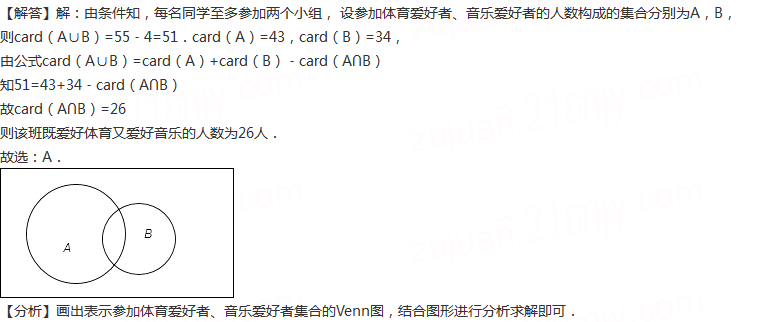 【解答】解：由条件知，每名同学至多参加两个小组， 设参加体育爱好者、音乐爱好者的人数构成的集合分别为A，B，
则card（A∪B）=55﹣4=51．card（A）=43，card（B）=34，
由公式card（A∪B）=card（A）+card（B）﹣card（A∩B）
知51=43+34﹣card（A∩B）
故card（A∩B）=26
则该班既爱好体育又爱好音乐的人数为26人．
故选：A．
A
B
【分析】画出表示参加体育爱好者、音乐爱好者集合的Venn图，结合图形进行分析求解即可．